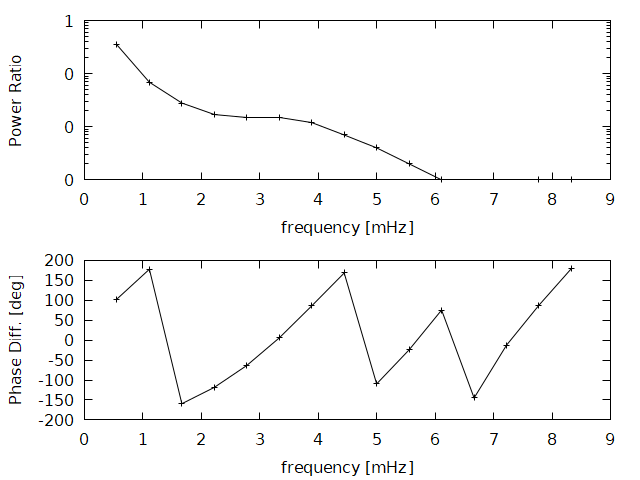 1
0
0
0
Power Ratio
0 1 2 3 4 5 6 7 8 9
frequency [mHz]
200
150
100
50
0
-50
-100
-150
-200
Phase Diff. [deg]
0 1 2 3 4 5 6 7 8 9
frequency [mHz]